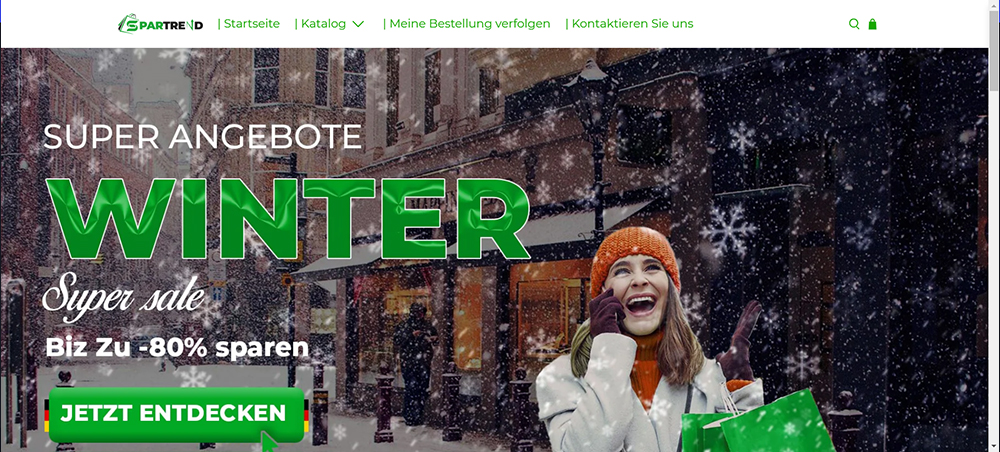 SPARTREND
| Startseite
| Katalog
| Meine Bestellung verfolgen
| Kontaktieren Sie uns
SUPER ANGEBOTE
WINTER
Super sale
Biz Zu -80% sparen
JETZT ENTDECKEN